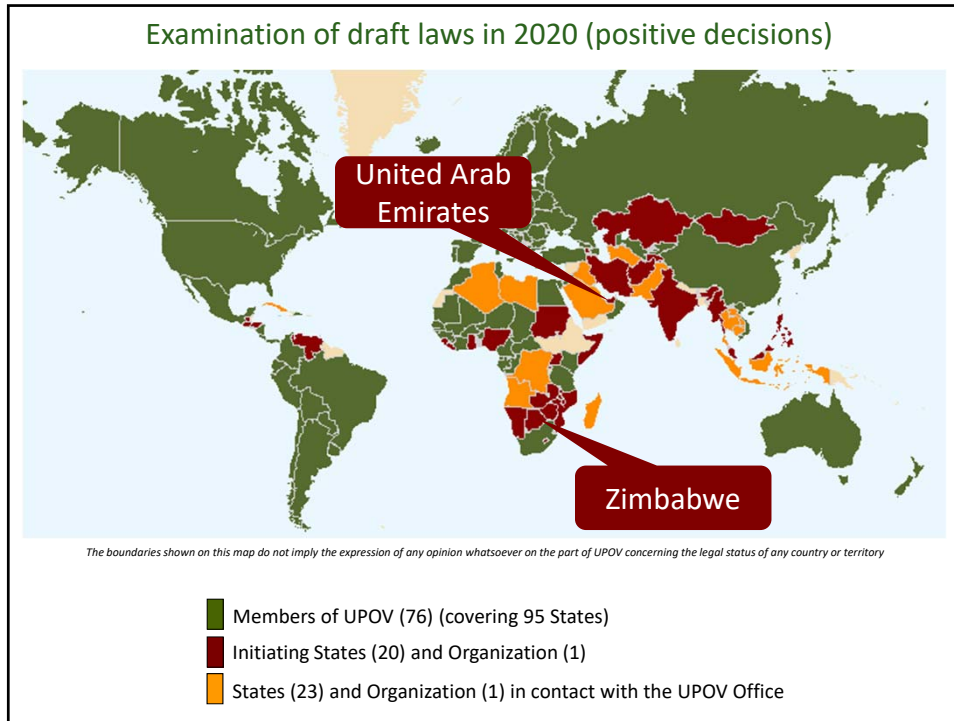 Examination of draft laws in 2020 (positive decisions)
United Arab
Emirates
Zimbabwe
The boundaries shown on this map do not imply the expression of any opinion whatsoever on the part of UPOV concerning the legal status of any country or territory
Members of UPOV (76) (covering 95 States)
Initiating States (20) and Organization (1)
States (23) and Organization (1) in contact with the UPOV Office